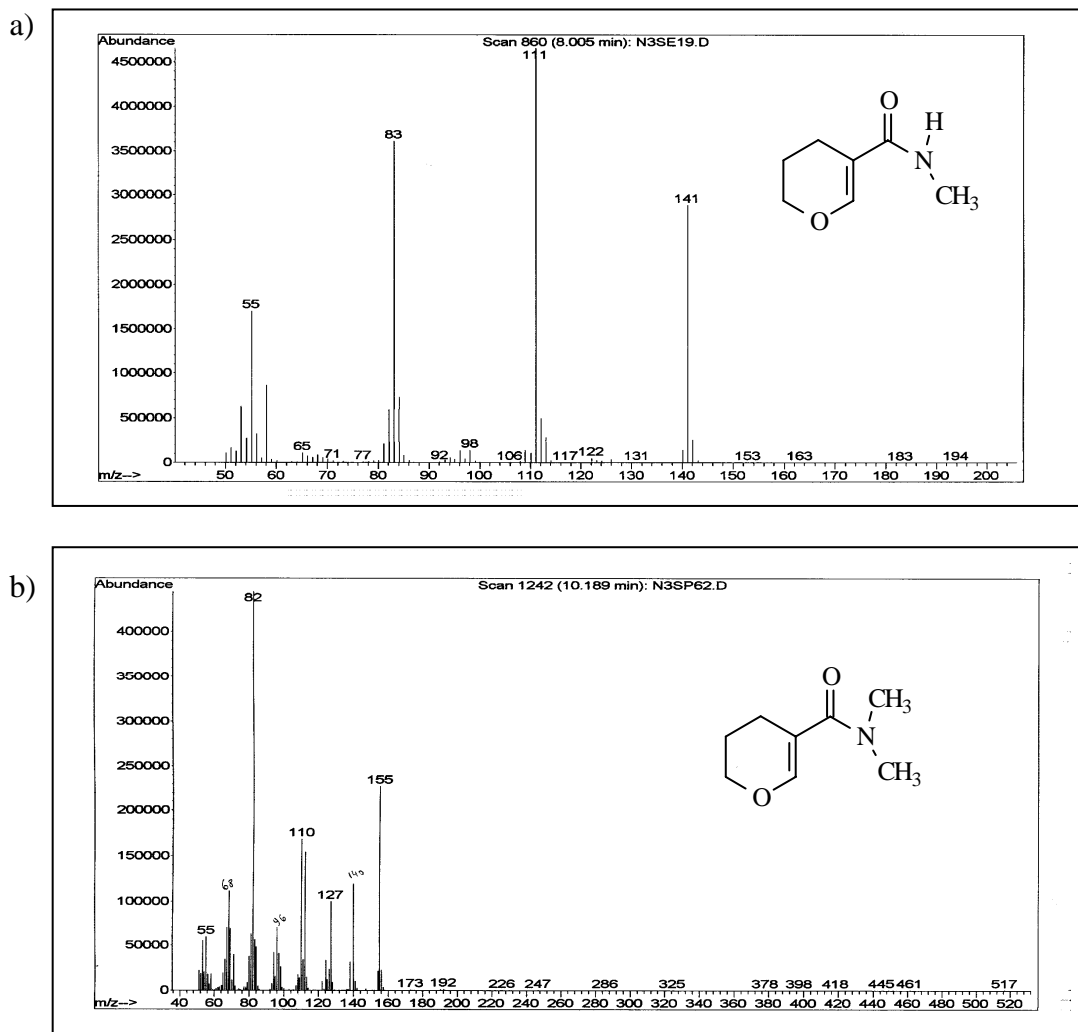 a)
Abundance
Scan 860 (8.005 min): N3SE19.D
4500000
4000000
3500000
3000000
2500000
2000000
1500000
1000000
500000
0
55 65 71 77 83 92 98 106 111 117 122 131 141 153 163 183 194
m/z-->
50 60 70 80 90 100 110 120 130 140 150 160 170 180 190 200
O
H
N
CH3
O
b)
Abundance
Scan 1242 (10.189 min): N3SP62.D
400000
350000
300000
250000
200000
150000
100000
50000
0
55 68 82 96 110 127 140 155 173 192 226 247 286 325 378 398 418 445 461 517
m/z-->
40 60 80 100 120 140 160 180 200 220 240 260 280 300 320 340 360 380 400 420 440 460 480 500 520
O
CH3
N
CH3
O